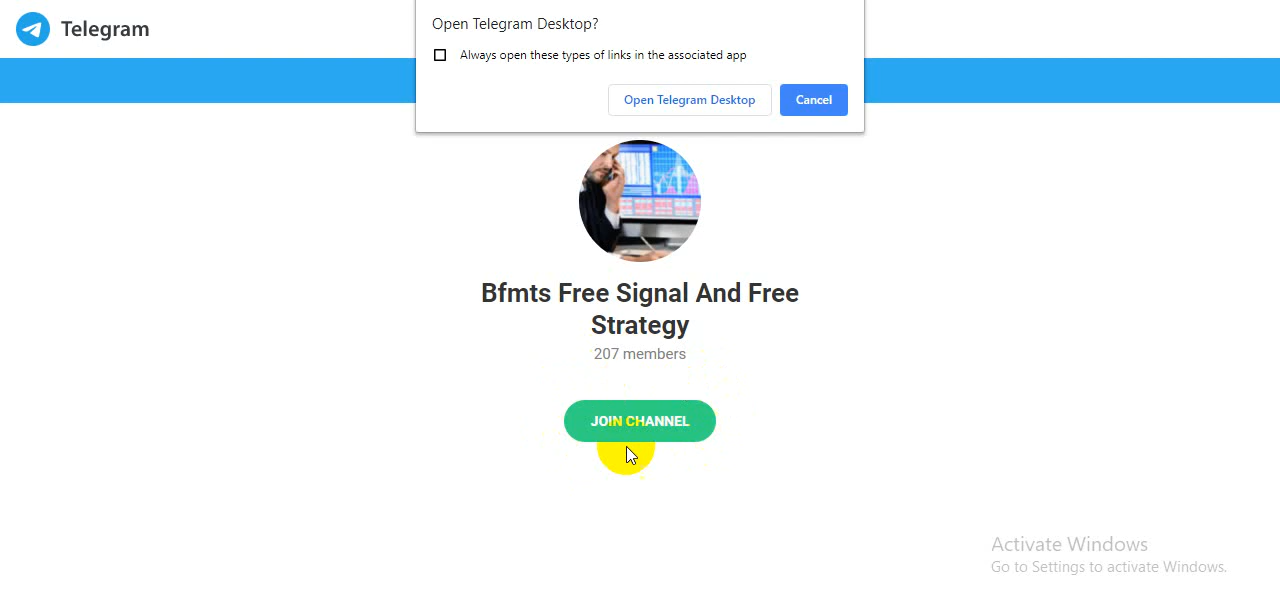 Telegram
Open Telegram Desktop?
Always open these types of links in the associated app
Open Telegram Desktop
Cancel
Bfmts Free Signal And Free
Strategy
207 members
JOIN CHANNEL
Activate Windows
Go to Settings to activate Windows.